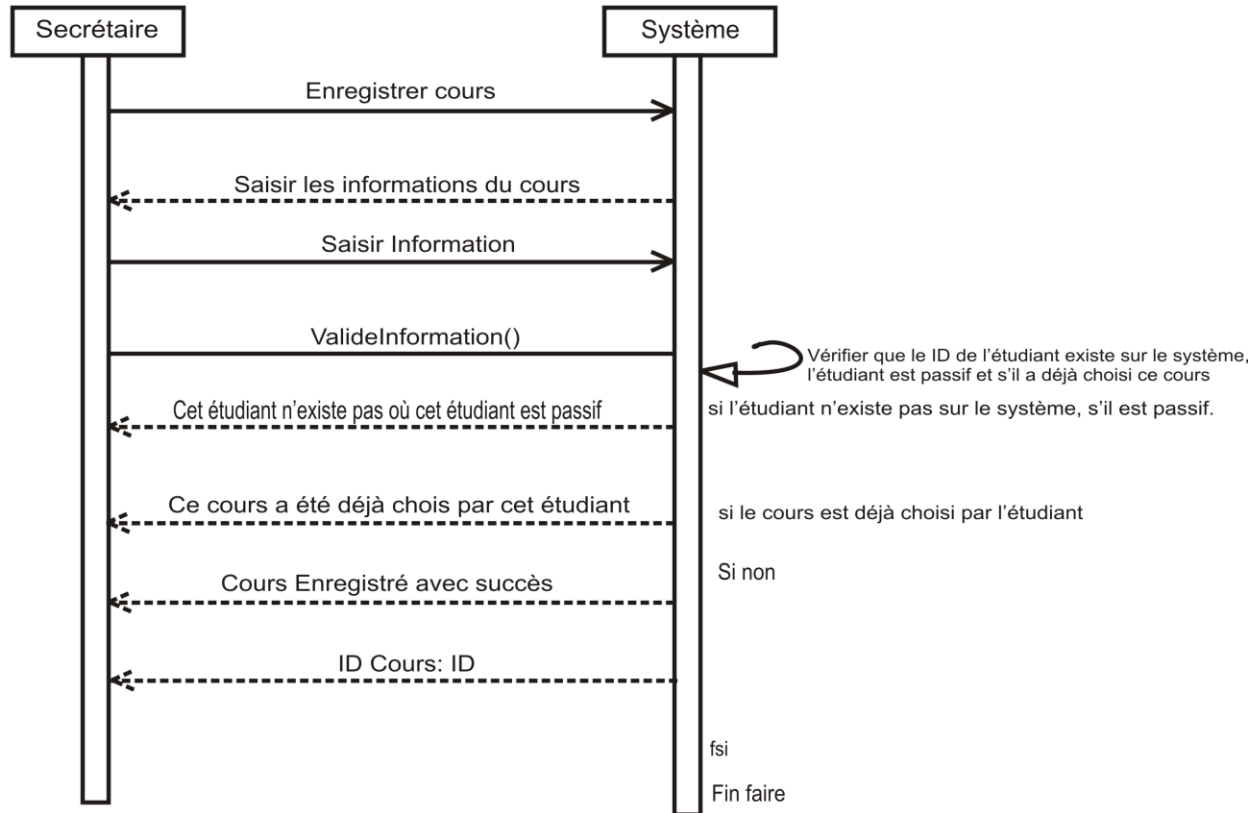 Secrétaire
Système
Enregistrer cours
Saisir les informations du cours
Saisir Information
ValideInformation()
Vérifier que le ID de l'étudiant existe sur le système,
l'étudiant est passif et s'il a déjà choisi ce cours
Cet étudiant n'existe pas où cet étudiant est passif
si l'étudiant n'existe pas sur le système, s'il est passif.
Ce cours a été déjà chois par cet étudiant
si le cours est déjà choisi par l'étudiant
Si non
Cours Enregistré avec succès
ID Cours: ID
fsi
Fin faire